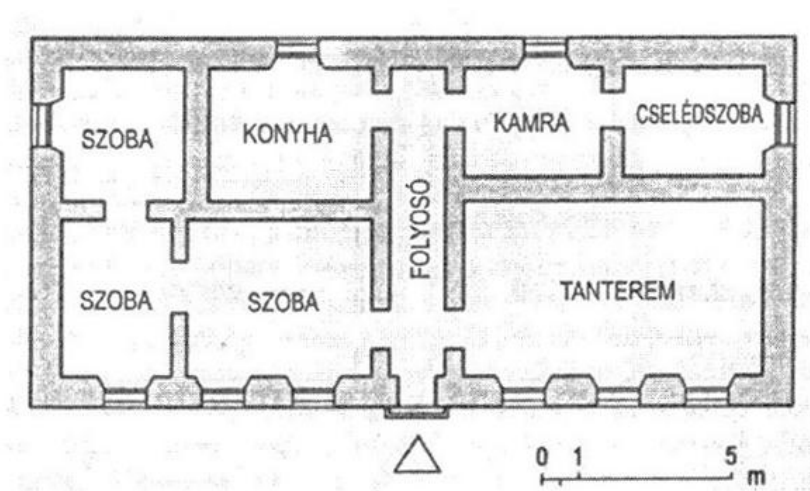 SZOBA
KONYHA
KAMRA
CSELÉDSZOBA
FOLYOSÓ
SZOBA
SZOBA
TANTEREM
0 1 5
m